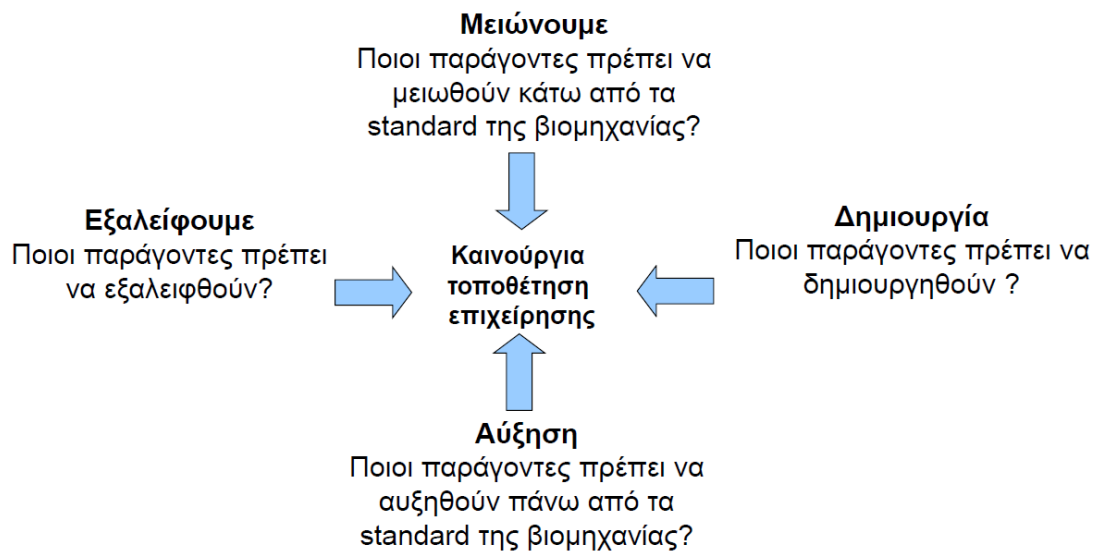 Μειώνουμε
Ποιοι παράγοντες πρέπει να
μειωθούν κάτω από τα
standard της βιομηχανίας?
Εξαλείφουμε
Ποιοι παράγοντες πρέπει
να εξαλειφθούν?
Καινούργια
τοποθέτηση
επιχείρησης
Δημιουργία
Ποιοι παράγοντες πρέπει να
δημιουργηθούν ?
Αύξηση
Ποιοι παράγοντες πρέπει να
αυξηθούν πάνω από τα
standard της βιομηχανίας?